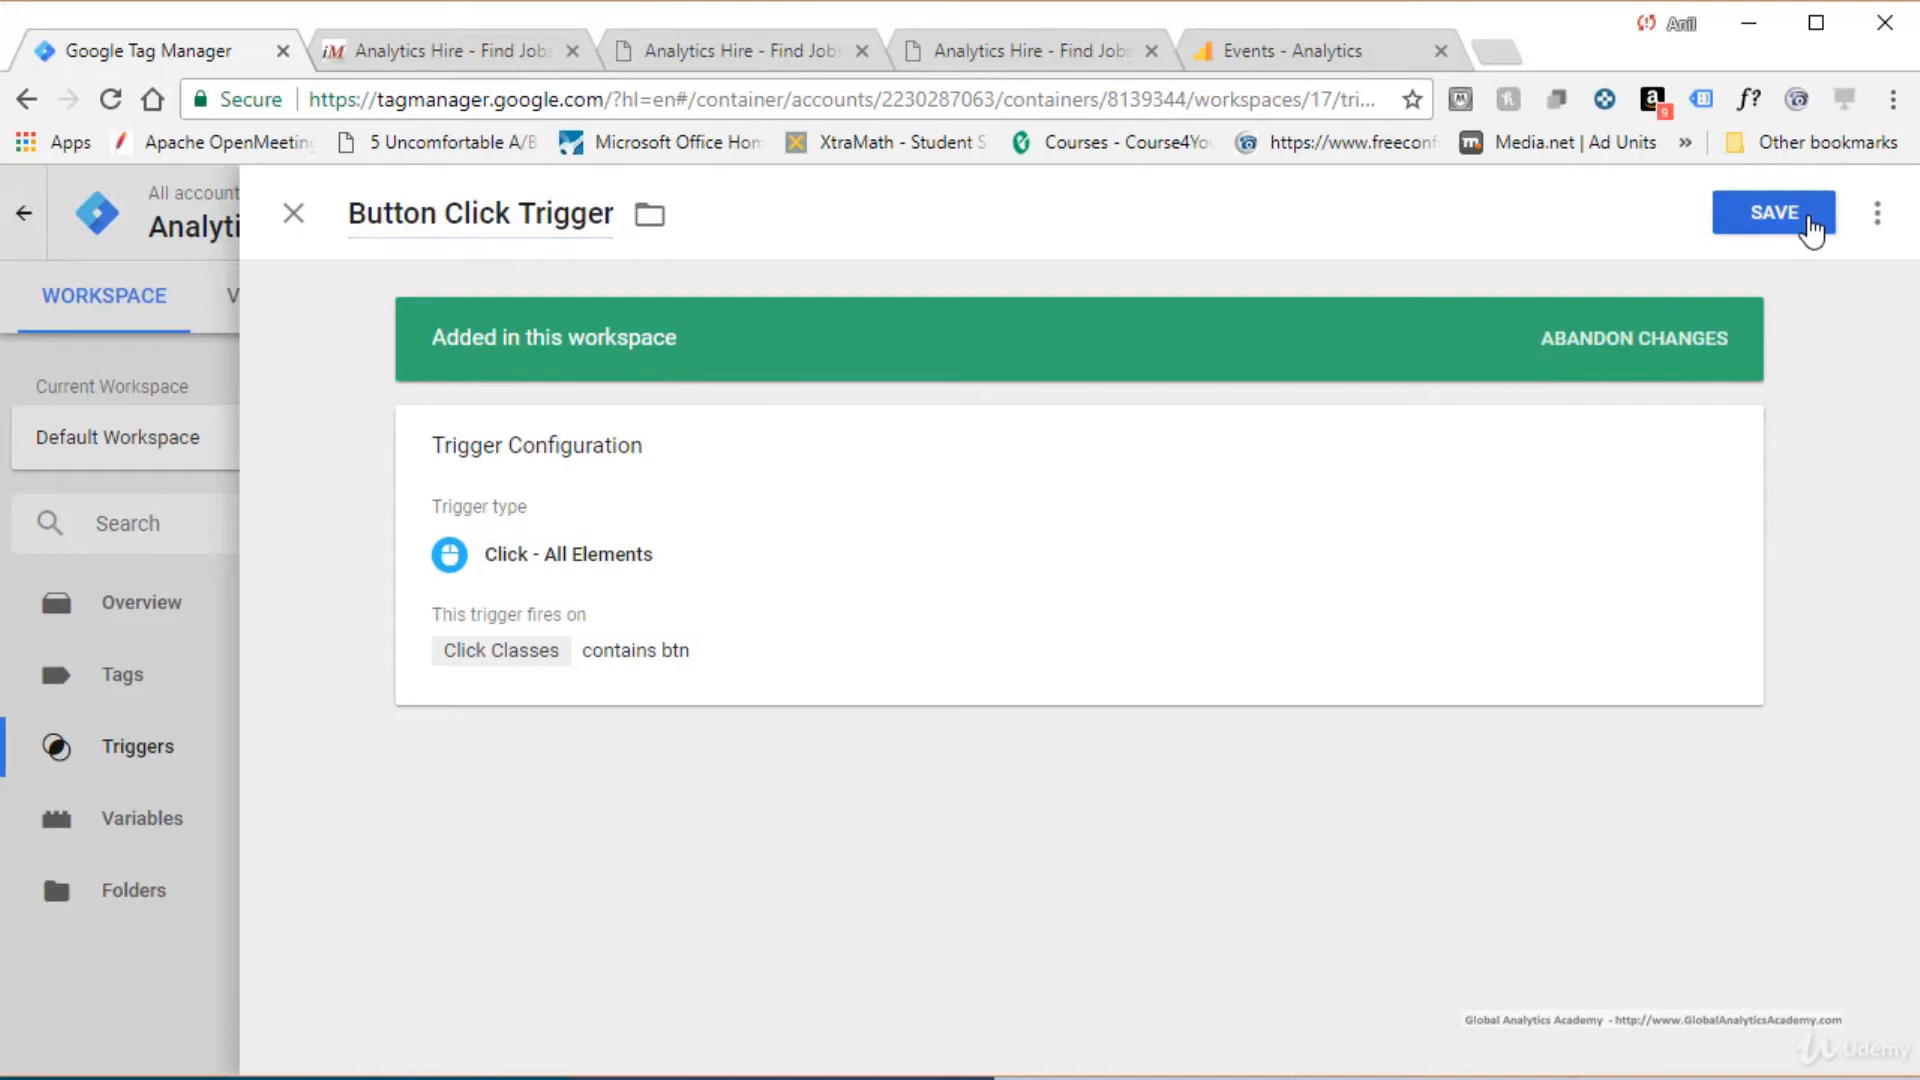 Anil
Google Tag Manager
iM Analytics Hire - Find Jobs
Analytics Hire - Find Jobs
Analytics Hire - Find Jobs
Events - Analytics
Secure https://tagmanager.google.com/?hl=en#/container/accounts/2230287063/containers/8139344/workspaces/17/tri...
M
a
9
f?
Apps
Apache OpenMeeting
5 Uncomfortable A/B
Microsoft Office Hom
XtraMath - Student S
Courses - Course4Yo
https://www.freeconf
m Media.net | Ad Units
»
Other bookmarks
All account
Analyti
Button Click Trigger
SAVE
WORKSPACE
V
Added in this workspace
ABANDON CHANGES
Current Workspace
Default Workspace
Trigger Configuration
Trigger type
Search
Click - All Elements
Overview
This trigger fires on
Click Classes contains btn
Tags
Triggers
Variables
Folders
Global Analytics Academy - http://www.GlobalAnalyticsAcademy.com
Udemy